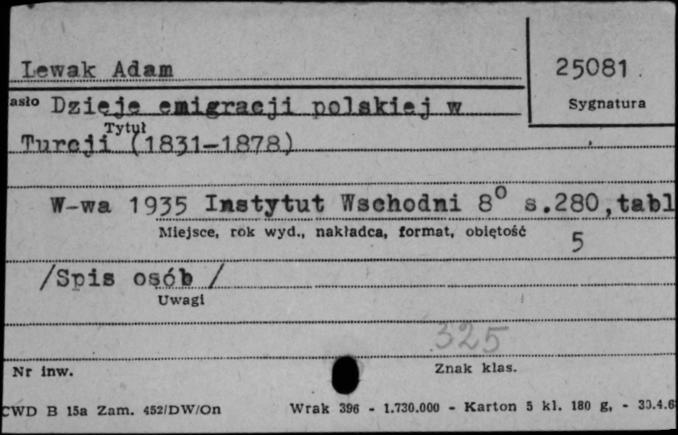 Lewak Adam
25081
asło Dzieje emigracji polskiej w
Sygnatura
Tytuł
Turcji (1831-1878)
W-wa 1935 Instytut Wschodni 8° s.280,tabl
Miejsce, rok wyd., nakładca, format, objętość
5
/Spis osób/
Uwagi
325
Nr inw.
Znak klas.
CWD B 15a Zam. 452/DW/On
Wrak 396 - 1.730.000 - Karton 5 kl. 180 g, - 30.4.6